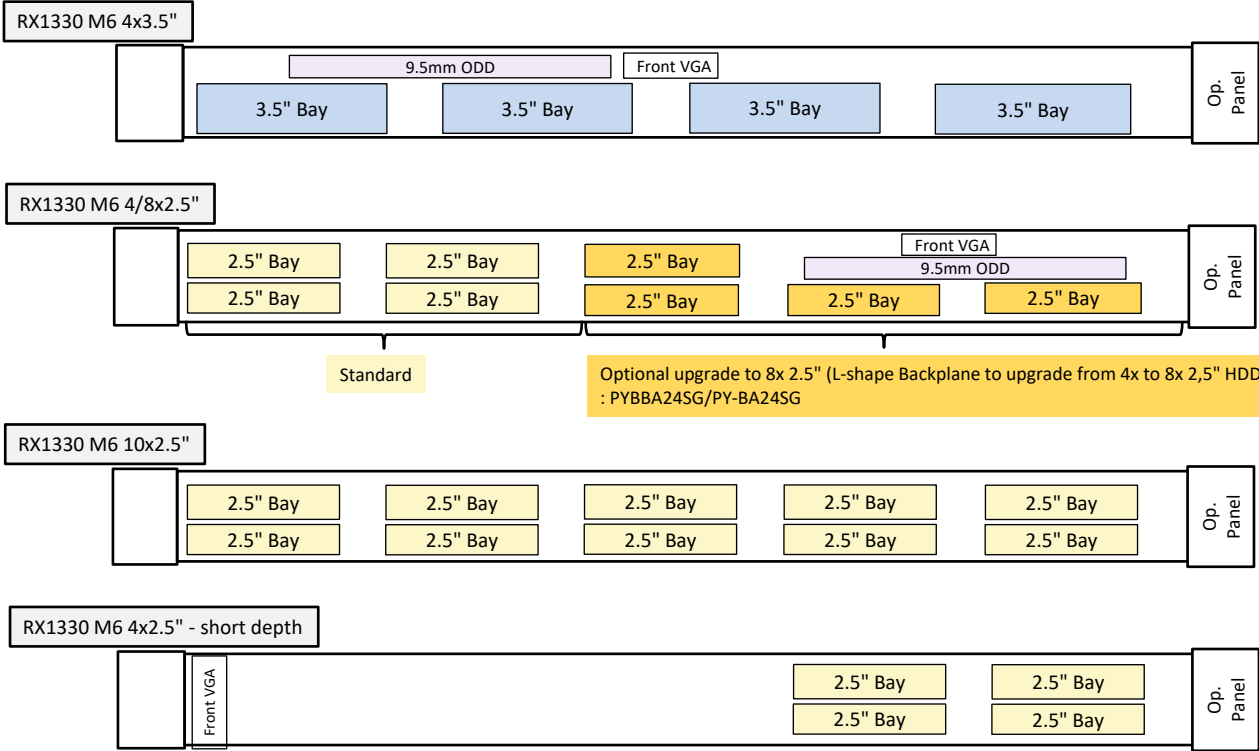 RX1330 M6 4x3.5"
9.5mm ODD
Front VGA
3.5" Bay
3.5" Bay
3.5" Bay
3.5" Bay
Op.
Panel
RX1330 M6 4/8x2.5"
Front VGA
2.5" Bay
2.5" Bay
2.5" Bay
9.5mm ODD
2.5" Bay
2.5" Bay
2.5" Bay
2.5" Bay
2.5" Bay
Op.
Panel
Standard
Optional upgrade to 8x 2.5" (L-shape Backplane to upgrade from 4x to 8x 2,5" HDD
: PYBBA24SG/PY-BA24SG
RX1330 M6 10x2.5"
2.5" Bay
2.5" Bay
2.5" Bay
2.5" Bay
2.5" Bay
2.5" Bay
2.5" Bay
2.5" Bay
2.5" Bay
2.5" Bay
Op.
Panel
RX1330 M6 4x2.5" - short depth
Front VGA
2.5" Bay
2.5" Bay
2.5" Bay
2.5" Bay
Op.
Panel